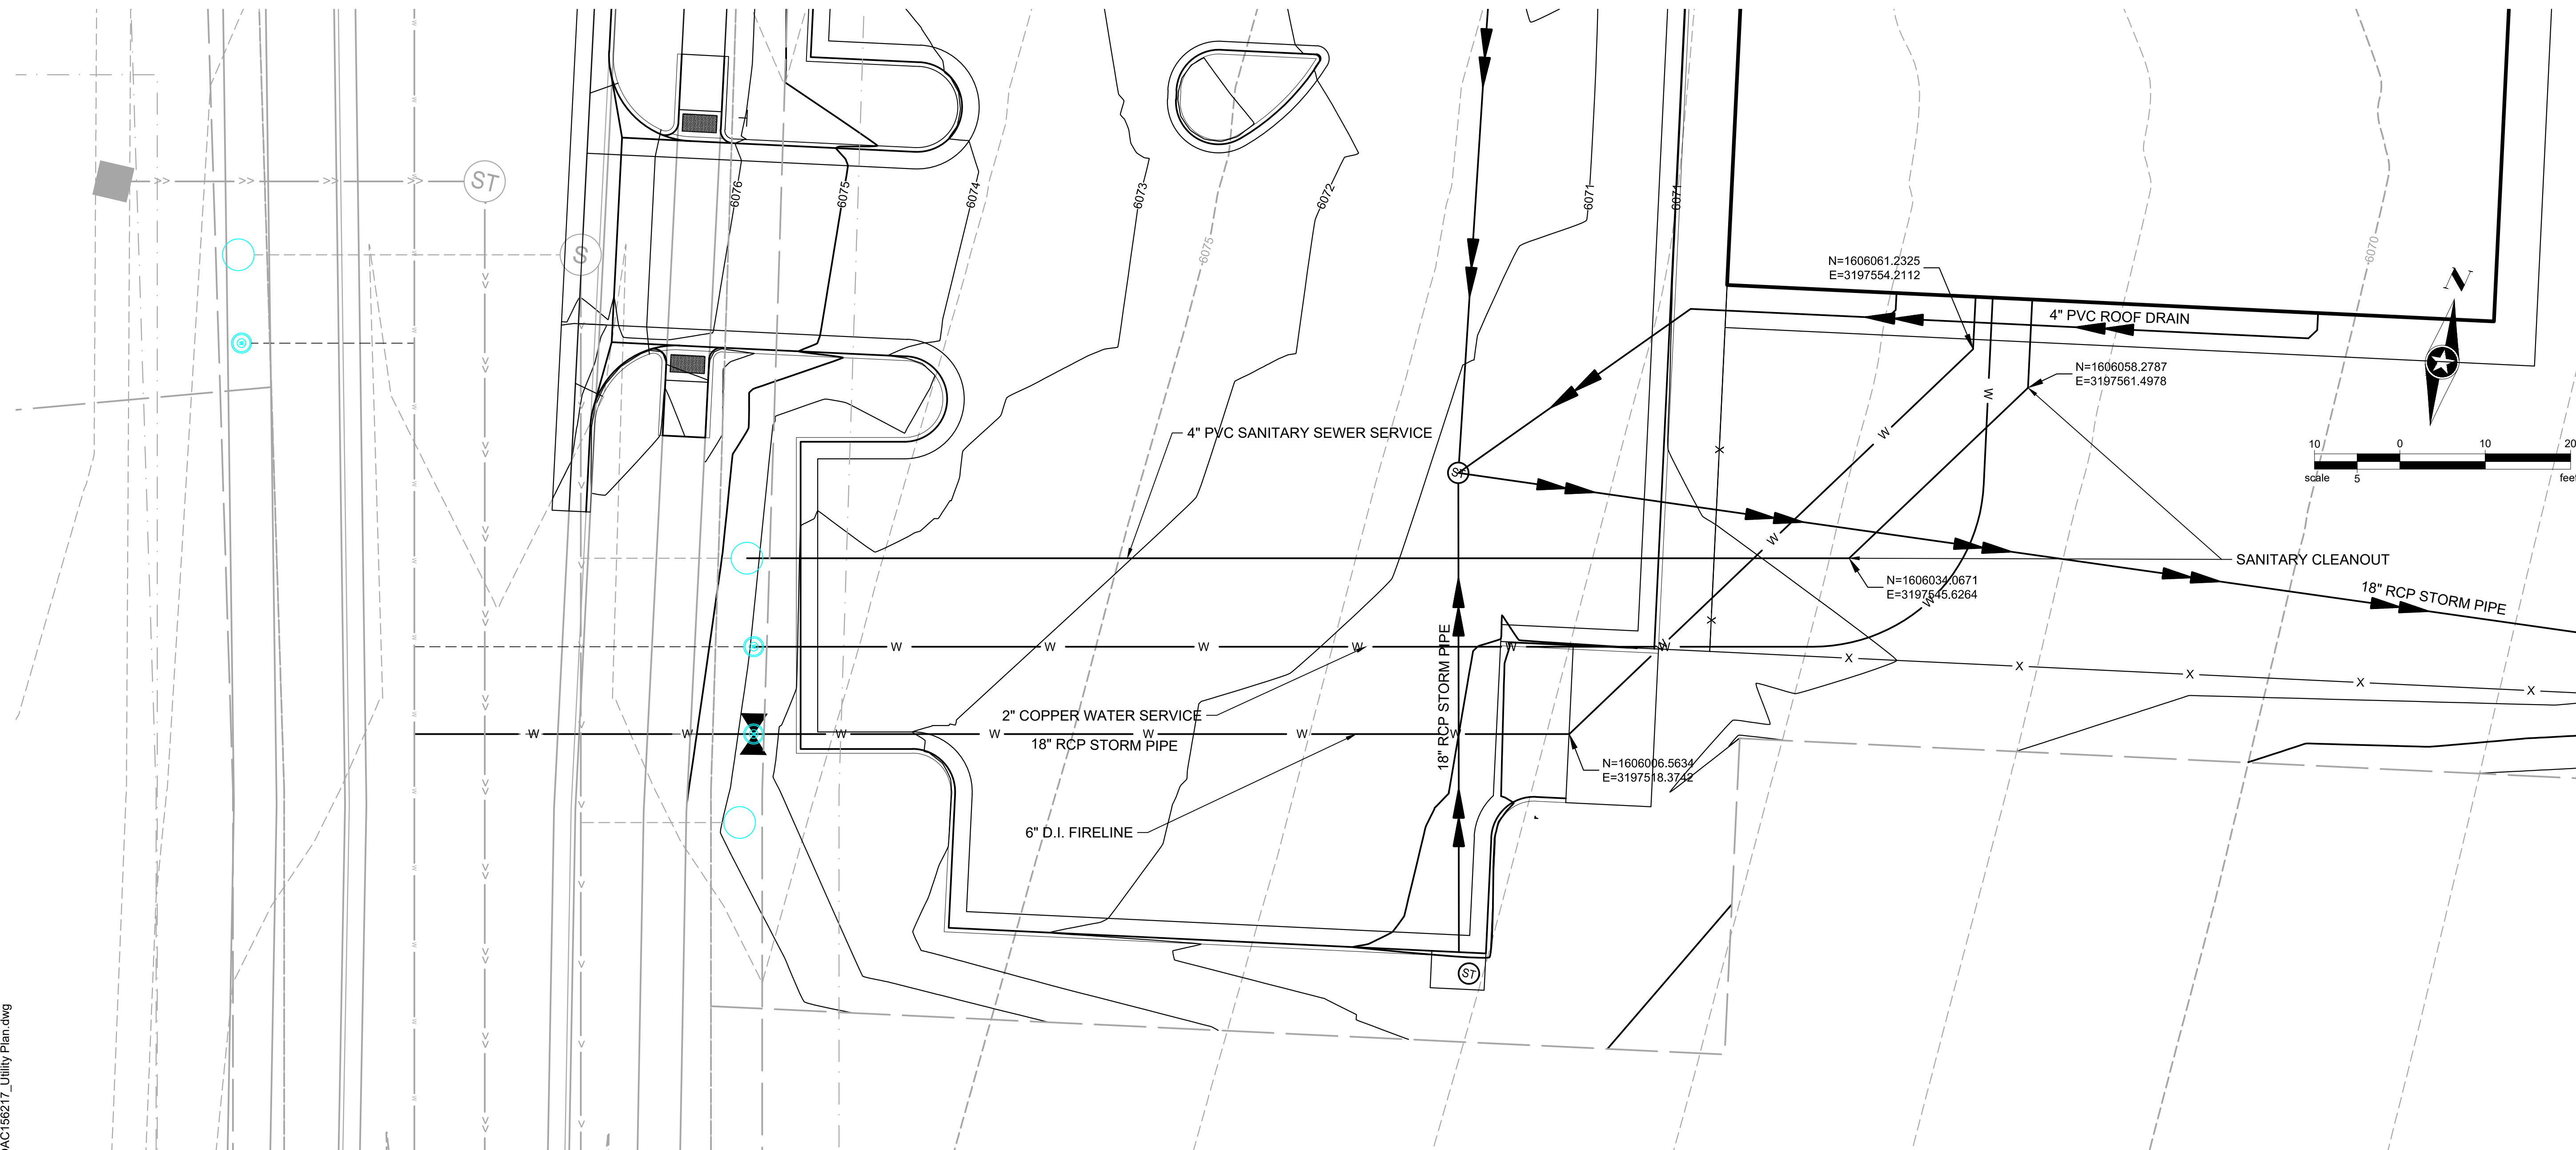 ST
S
6076
6075
6074
6073
6072
6071
6071
6075
6070
N=1606061.2325
E=3197554.2112
4" PVC ROOF DRAIN
N
N=1606058.2787
E=3197561.4978
10
0
10
20
scale
5
feet
4" PVC SANITARY SEWER SERVICE
ST
W
W
W
X
X
SANITARY CLEANOUT
N=1606034.0671
E=3197545.6264
W
18" RCP STORM PIPE
W
W
W
W
W
W
X
X
X
X
X
18" RCP STORM PIPE
2" COPPER WATER SERVICE
W
W
W
W
W
W
W
18" RCP STORM PIPE
N=1606006.5634
E=3197518.3742
6" D.I. FIRELINE
ST
AC156217_Utility Plan.dwg